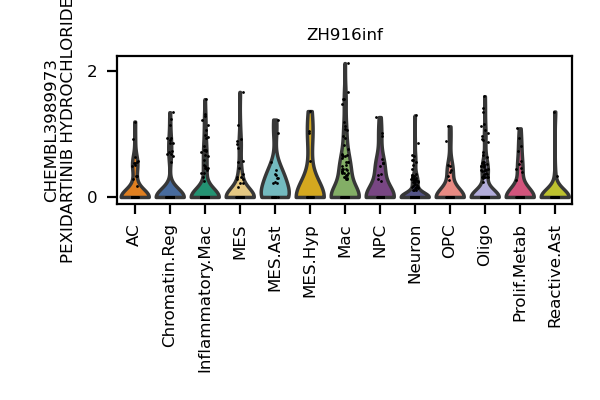 ZH916inf
CHEMBL3989973
PEXIDARTINIB HYDROCHLORIDE
2
0
AC
Chromatin.Reg
Inflammatory.Mac
MES
MES.Ast
MES.Hyp
Mac
NPC
Neuron
OPC
Oligo
Prolif.Metab
Reactive.Ast